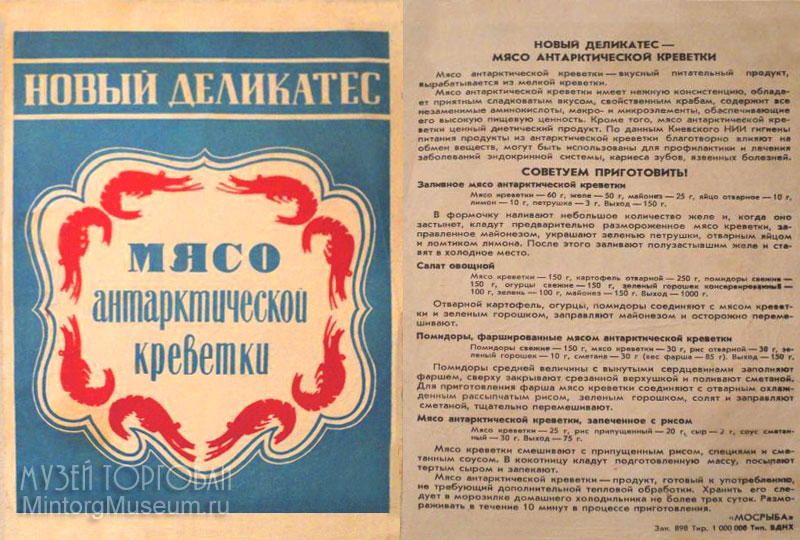 НОВЫЙ ДЕЛИКАТЕС
МЯСО
антарктической
креветки
МУЗЕЙ ТОРГОВЛИ
MintorgMuseum.ru
НОВЫЙ ДЕЛИКАТЕС —
МЯСО АНТАРКТИЧЕСКОЙ КРЕВЕТКИ
Мясо антарктической креветки — вкусный питательный продукт,
вырабатывается из мелкой креветки.
Мясо антарктической креветки имеет нежную консистенцию, облада-
ет приятным сладковатым вкусом, свойственным крабам, содержит все
незаменимые аминокислоты, макро- и микроэлементы, обеспечивающие
его высокую пищевую ценность. Кроме того, мясо антарктической кре-
ветки ценный диетический продукт. По данным Киевского НИИ гигиены
питания продукты из антарктической креветки благотворно влияют на
обмен веществ, могут быть использованы для профилактики и лечения
заболеваний эндокринной системы, кариеса зубов, язвенных болезней.
СОВЕТУЕМ ПРИГОТОВИТЬ!
Заливное мясо антарктической креветки
Мясо креветки — 60 г, желе — 50 г, майонез — 25 г, яйцо отварное — 10 г,
лимон — 10 г, петрушка — 3 г. Выход — 150 г.
В формочку наливают небольшое количество желе и, когда оно
застынет, кладут предварительно размороженное мясо креветки, за-
правленное майонезом, украшают зеленью петрушки, отварным яйцом
и ломтиком лимона. После этого заливают полузастывшим желе и ста-
вят в холодное место.
Салат овощной
Мясо креветки — 150 г, картофель отварной — 250 г, помидоры свежие —
150 г, огурцы свежие — 150 г, зеленый горошек консервированный —
100 г, зелень — 100 г, майонез — 150 г. Выход — 1000 г.
Отварной картофель, огурцы, помидоры соединяют с мясом кревет-
ки и зеленым горошком, заправляют майонезом и осторожно переме-
шивают.
Помидоры, фаршированные мясом антарктической креветки
Помидоры свежие — 150 г, мясо креветки — 30 г, рис отварной — 30 г, зе-
леный горошек — 10 г, сметана — 30 г (вес фарша — 85 г). Выход — 150 г.
Помидоры средней величины с вынутыми сердцевинами заполняют
фаршем, сверху закрывают срезанной верхушкой и поливают сметаной.
Для приготовления фарша мясо креветки соединяют с отварным охлаж-
денным рассыпчатым рисом, зеленым горошком, солят и заправляют
сметаной, тщательно перемешивают.
Мясо антарктической креветки, запеченное с рисом
Мясо креветки — 25 г, рис припущенный — 20 г, сыр — 2 г, соус сметан-
ный — 30 г. Выход — 75 г.
Мясо креветки смешивают с припущенным рисом, специями и сме-
танным соусом. В кокотницу кладут подготовленную массу, посыпают
тертым сыром и запекают.
Мясо антарктической креветки — продукт, готовый к употреблению,
не требующий дополнительной тепловой обработки. Хранить его сле-
дует в морозилке домашнего холодильника не более трех суток. Размо-
раживать в течение 10 минут в процессе приготовления.
«МОСРЫБА»
Зак. 898 Тир. 1 000 000 Тип. ВДНХ